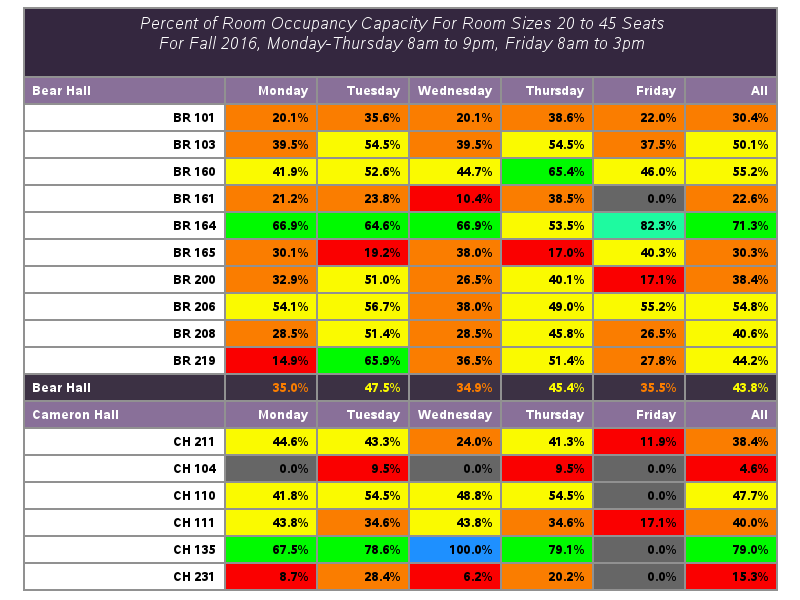 Percent of Room Occupancy Capacity For Room Sizes 20 to 45 Seats
For Fall 2016, Monday-Thursday 8am to 9pm, Friday 8am to 3pm
Bear Hall Monday Tuesday Wednesday Thursday Friday All
BR 101 20.1% 35.6% 20.1% 38.6% 22.0% 30.4%
BR 103 39.5% 54.5% 39.5% 54.5% 37.5% 50.1%
BR 160 41.9% 52.6% 44.7% 65.4% 46.0% 55.2%
BR 161 21.2% 23.8% 10.4% 38.5% 0.0% 22.6%
BR 164 66.9% 64.6% 66.9% 53.5% 82.3% 71.3%
BR 165 30.1% 19.2% 38.0% 17.0% 40.3% 30.3%
BR 200 32.9% 51.0% 26.5% 40.1% 17.1% 38.4%
BR 206 54.1% 56.7% 38.0% 49.0% 55.2% 54.8%
BR 208 28.5% 51.4% 28.5% 45.8% 26.5% 40.6%
BR 219 14.9% 65.9% 36.5% 51.4% 27.8% 44.2%
Bear Hall 35.0% 47.5% 34.9% 45.4% 35.5% 43.8%
Cameron Hall Monday Tuesday Wednesday Thursday Friday All
CH 211 44.6% 43.3% 24.0% 41.3% 11.9% 38.4%
CH 104 0.0% 9.5% 0.0% 9.5% 0.0% 4.6%
CH 110 41.8% 54.5% 48.8% 54.5% 0.0% 47.7%
CH 111 43.8% 34.6% 43.8% 34.6% 17.1% 40.0%
CH 135 67.5% 78.6% 100.0% 79.1% 0.0% 79.0%
CH 231 8.7% 28.4% 6.2% 20.2% 0.0% 15.3%